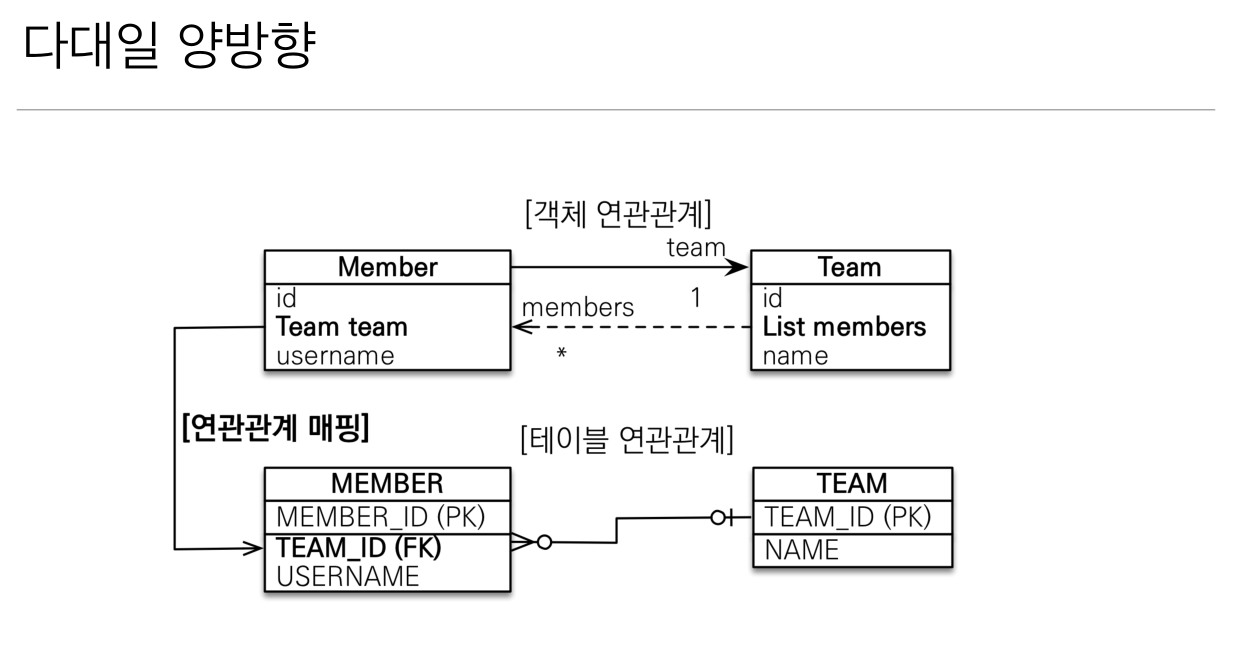 다대일 양방향
[객체 연관관계]
team
Member
Team
id
Team team
username
members
1
*
id
List members
name
[연관관계 매핑]
[테이블 연관관계]
MEMBER
MEMBER_ID (PK)
TEAM_ID (FK)
USERNAME
TEAM
TEAM_ID (PK)
NAME